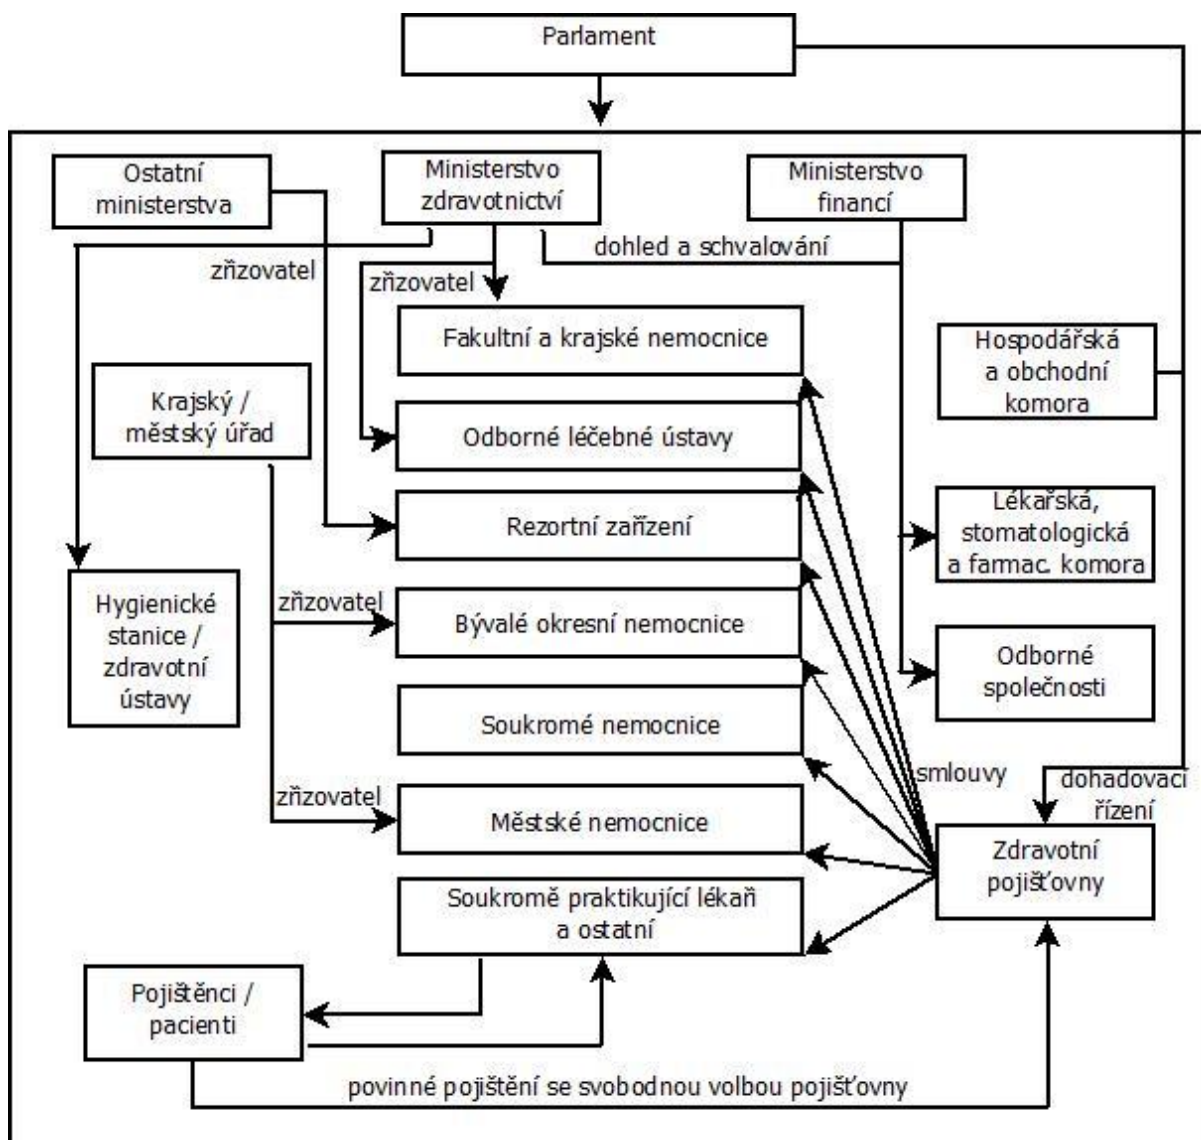 Parlament
Ostatní
ministerstva
Ministerstvo
zdravotnictví
Ministerstvo
financí
dohled a schvalování
zřizovatel
zřizovatel
Fakultní a krajské nemocnice
Hospodářská
a obchodní
komora
Krajský /
městský úřad
Odborné léčebné ústavy
Rezortní zařízení
Lékařská,
stomatologická
a farmac. komora
Hygienické
stanice /
zdravotní
ústavy
zřizovatel
Bývalé okresní nemocnice
Odborné
společnosti
Soukromé nemocnice
smlouvy
dohadovací
řízení
zřizovatel
Městské nemocnice
Zdravotní
pojišťovny
Soukromě praktikující lékaři
a ostatní
Pojištěnci /
pacienti
povinné pojištění se svobodnou volbou pojišťovny